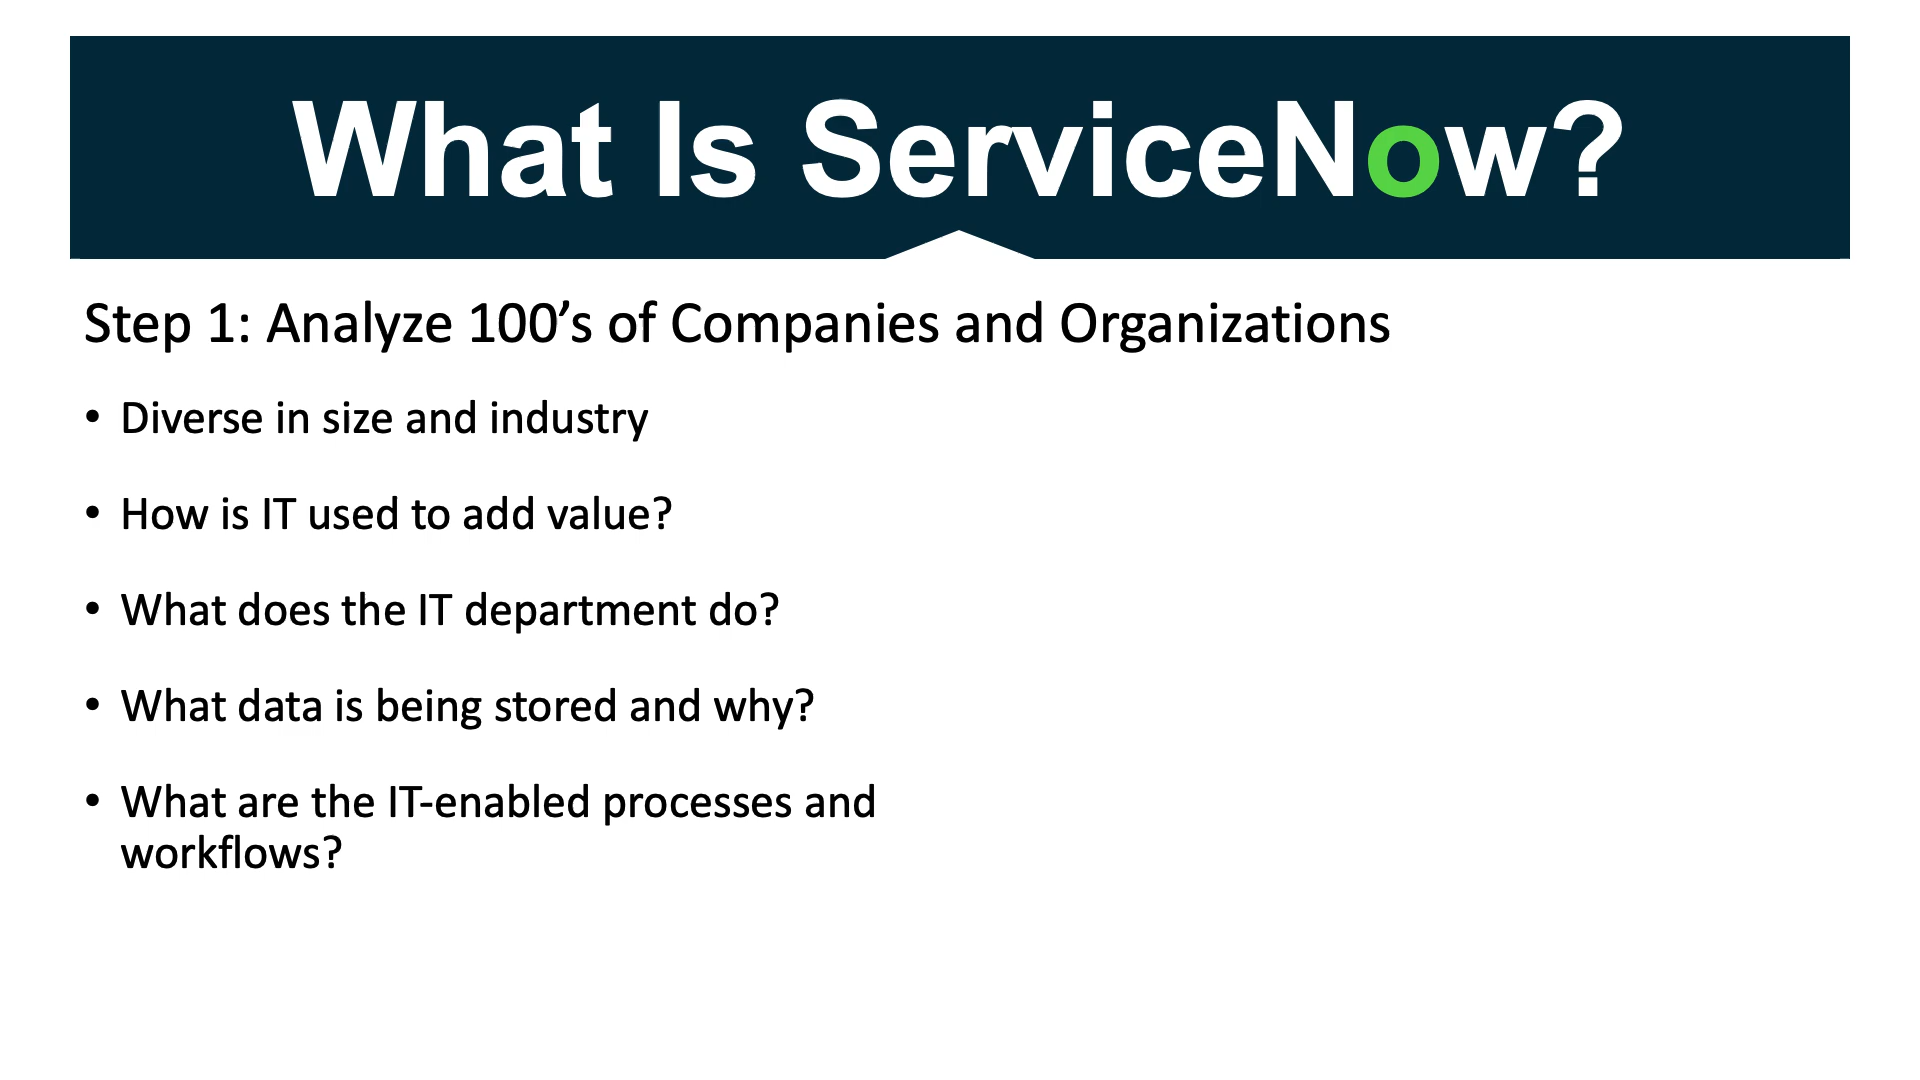 What Is ServiceNow?
Step 1: Analyze 100’s of Companies and Organizations
• Diverse in size and industry
• How is IT used to add value?
• What does the IT department do?
• What data is being stored and why?
• What are the IT-enabled processes and
workflows?